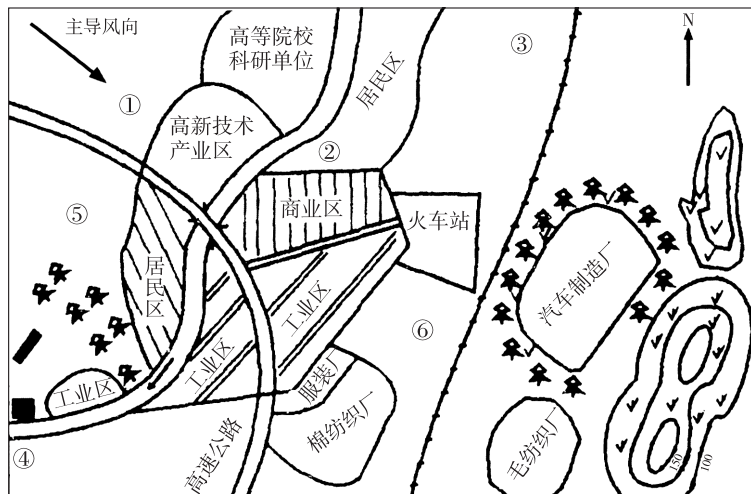 主导风向
高等院校
科研单位
③
N
①
居民区
高新技术
产业区
②
⑤
商业区
火车站
居民区
工业区
汽车制造厂
⑥
工业区
服装厂
工业区
棉纺织厂
毛纺织厂
④
高速公路
150
100